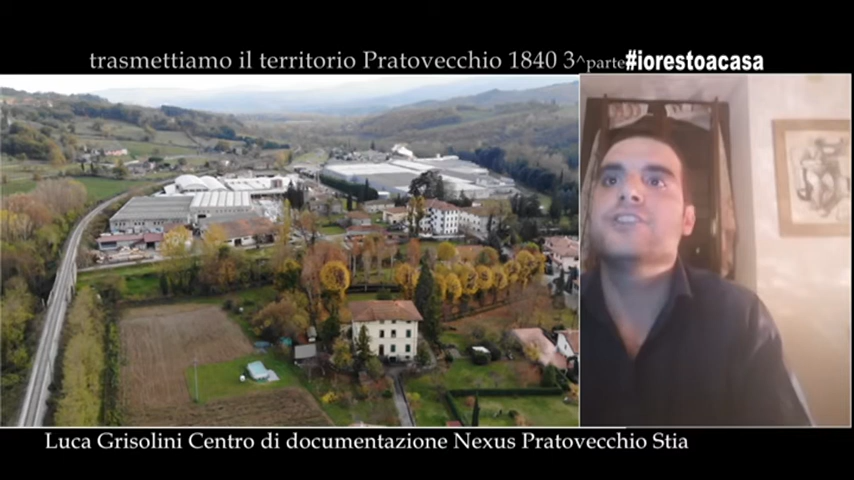 trasmettiamo il territorio Pratovecchio 1840 3^parte#iorestoacasa
Luca Grisolini Centro di documentazione Nexus Pratovecchio Stia